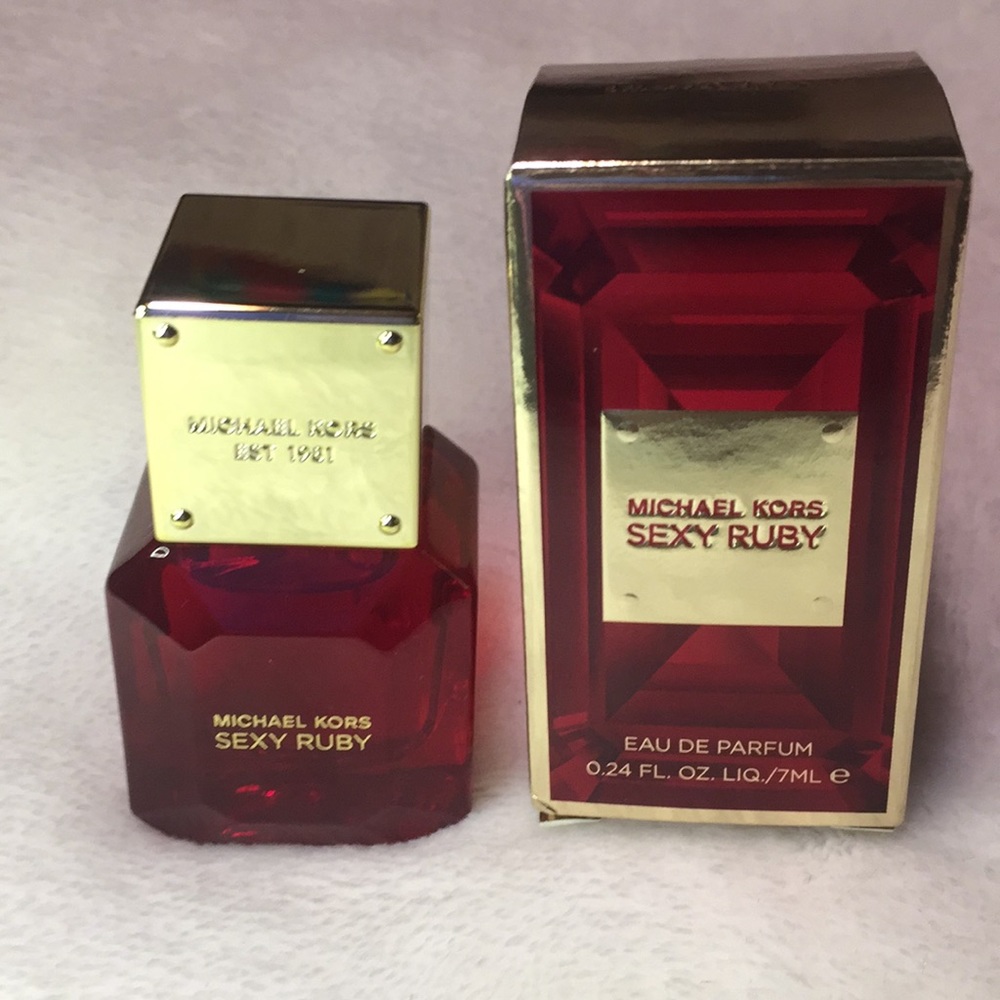 MICHAEL KORS
EST 1981
MICHAEL KORS
SEXY RUBY
MICHAEL KORS
SEXY RUBY
EAU DE PARFUM
0.24 FL. OZ. LIQ./7ML ℮